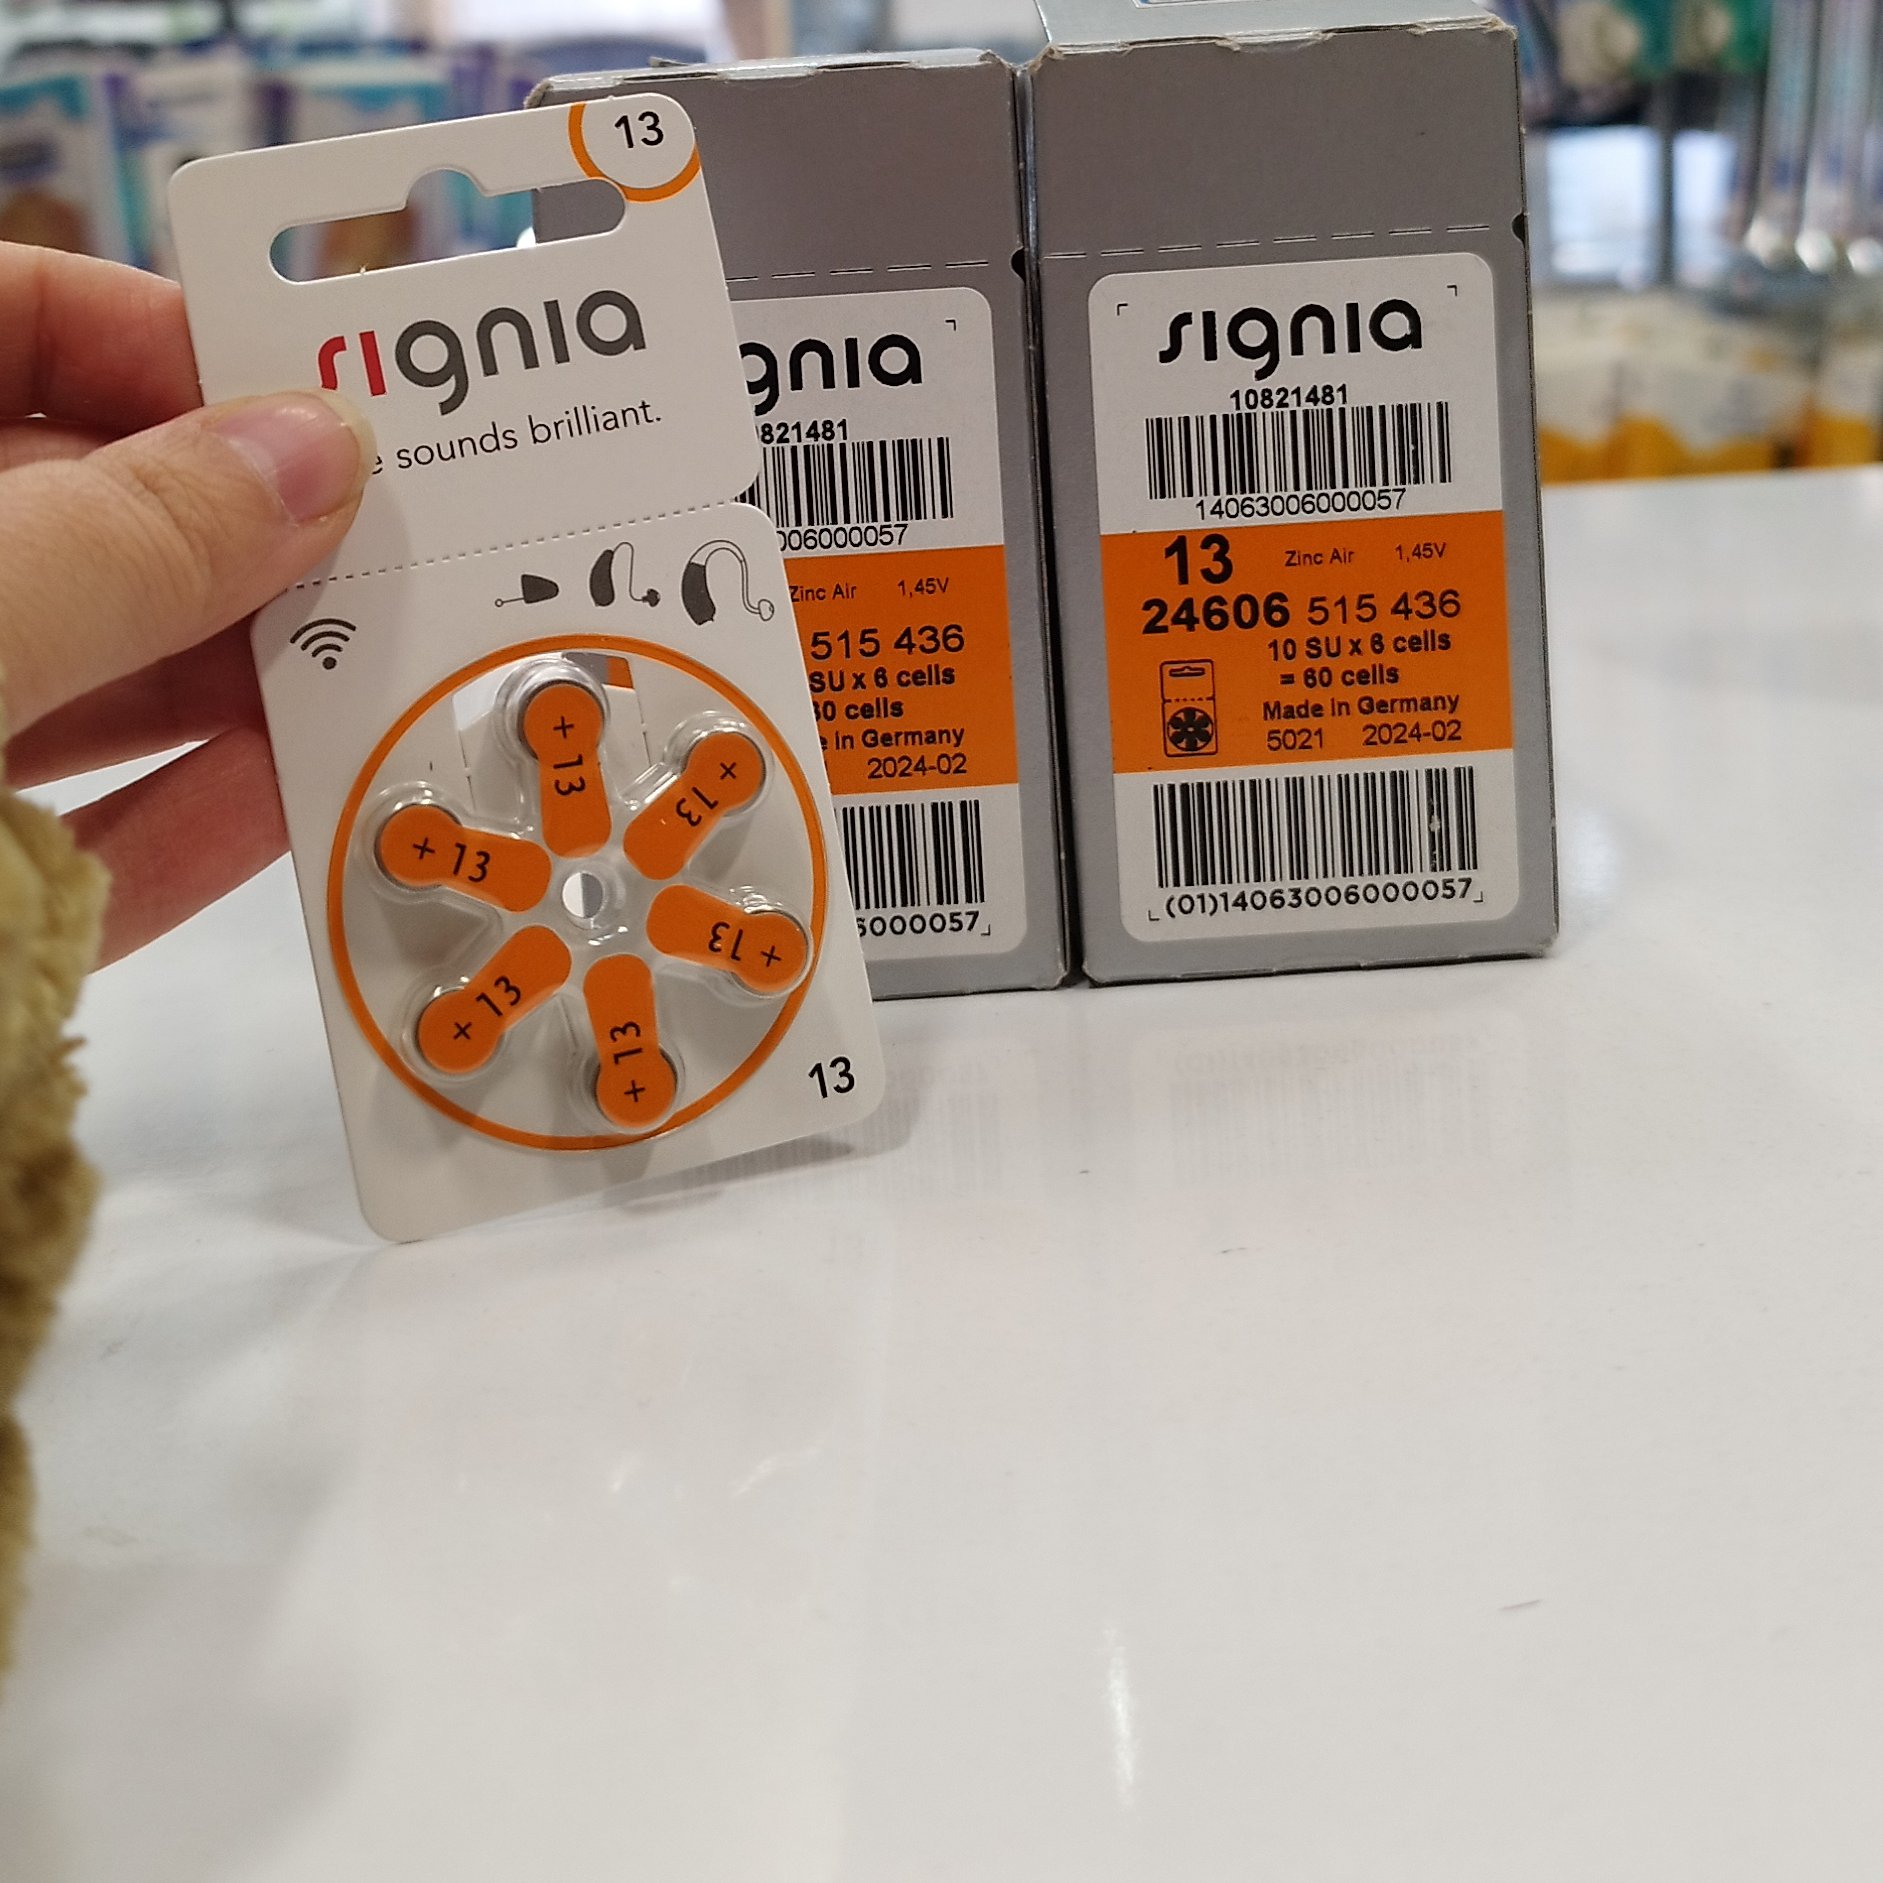 13
signia
sounds brilliant.
+ 13
+ 13
+ 13
+ 13
+ 13
+ 13
13
gnia
821481
006000057
Zinc Air 1,45V
515 436
SU x 6 cells
60 cells
in Germany
2024-02
6000057
signia
10821481
14063006000057
13 Zinc Air 1,45V
24606 515 436
10 SU x 6 cells
= 60 cells
Made in Germany
5021 2024-02
(01)14063006000057